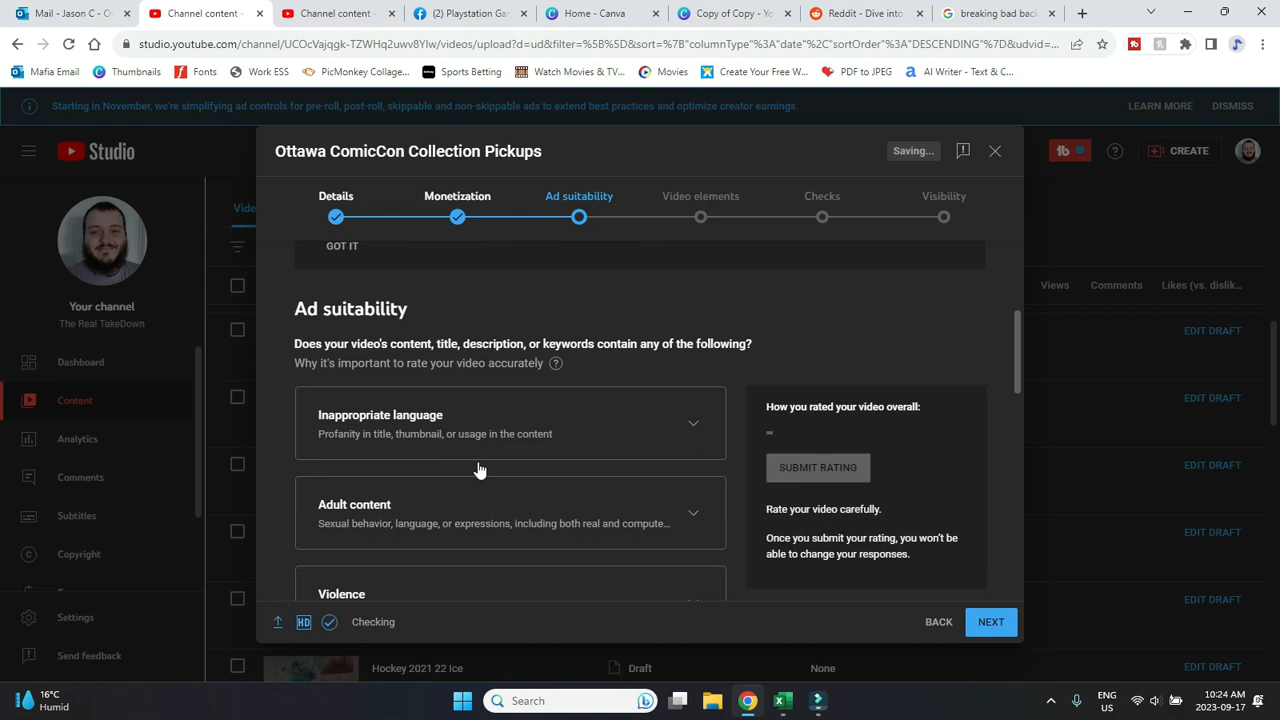 Mail - Jason C - Ou
Channel content -
Channel content -
(2) Playstation Gar
Home - Canva
Copy of Copy - Yo
Reddit - Dive into
breaking bad back
studio.youtube.com/channel/UCOcVajqgk-TZWHq2uwv8YIw/videos/upload?d=ud&filter=%5B%5D&sort=%7B"columnType"%3A"date"%2C"sortOrder"%3A"DESCENDING"%7D&udvid=...
Mafia Email
Thumbnails
Fonts
Work ESS
PicMonkey Collage...
Sports Betting
Watch Movies & TV...
Movies
Create Your Free W...
PDF to JPEG
AI Writer - Text & C...
Starting in November, we're simplifying ad controls for pre-roll, post-roll, skippable and non-skippable ads to extend best practices and optimize creator earnings.
LEARN MORE
DISMISS
Studio
Ottawa ComicCon Collection Pickups
Saving...
CREATE
Details
Monetization
Ad suitability
Video elements
Checks
Visibility
Vide
GOT IT
Views
Comments
Likes (vs. dislik...
Your channel
The Real TakeDown
Dashboard
Content
Analytics
Comments
Subtitles
Copyright
Settings
Send feedback
Ad suitability
Does your video's content, title, description, or keywords contain any of the following?
Why it's important to rate your video accurately
Inappropriate language
Profanity in title, thumbnail, or usage in the content
Adult content
Sexual behavior, language, or expressions, including both real and compute...
Violence
How you rated your video overall:
–
SUBMIT RATING
Rate your video carefully.
Once you submit your rating, you won't be
able to change your responses.
EDIT DRAFT
EDIT DRAFT
EDIT DRAFT
EDIT DRAFT
EDIT DRAFT
EDIT DRAFT
HD
Checking
BACK
NEXT
Hockey 2021 22 Ice
Draft
None
16°C
Humid
Search
ENG
US
10:24 AM
2023-09-17